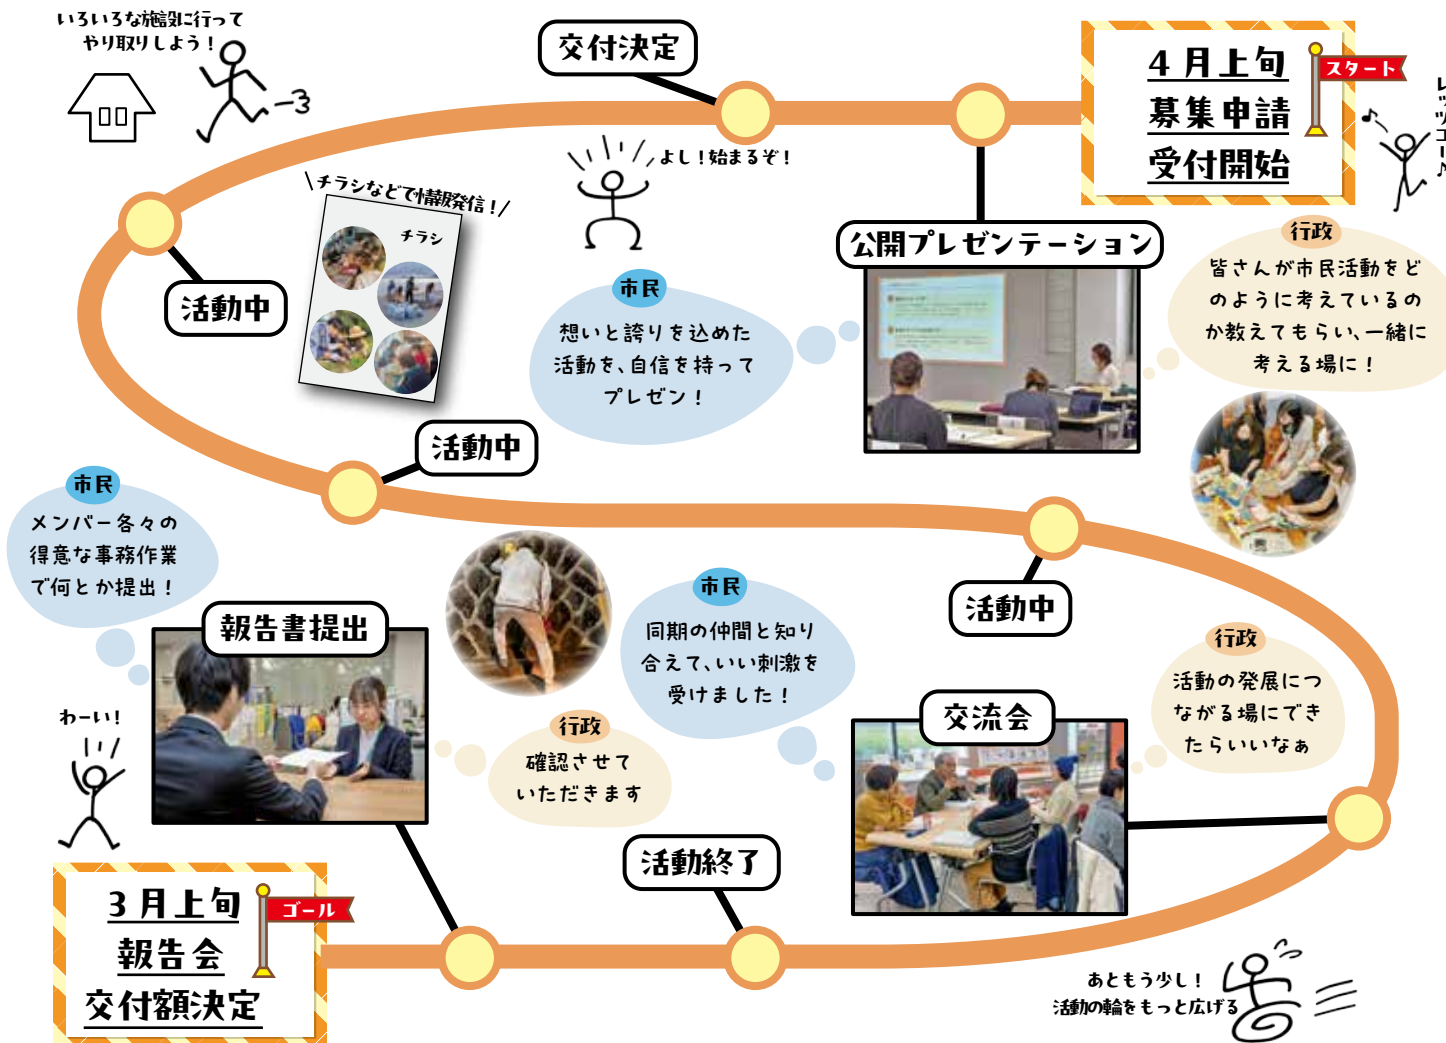 4月上旬
募集申請
受付開始
スタート
レッツゴー♪
公開プレゼンテーション
行政
皆さんが市民活動をど
のように考えているの
か教えてもらい、一緒に
考える場に！
市民
想いと誇りを込めた
活動を、自信を持って
プレゼン！
交付決定
よし！始まるぞ！
いろいろな施設に行って
やり取りしよう！
活動中
\チラシなどで情報発信！/
チラシ
活動中
活動中
行政
活動の発展につ
ながる場にでき
たらいいなぁ
交流会
市民
同期の仲間と知り
合えて、いい刺激を
受けました！
あともう少し！
活動の輪をもっと広げる
活動終了
報告書提出
市民
メンバー各々の
得意な事務作業
で何とか提出！
行政
確認させて
いただきます
わーい！
3月上旬
報告会
交付額決定
ゴール